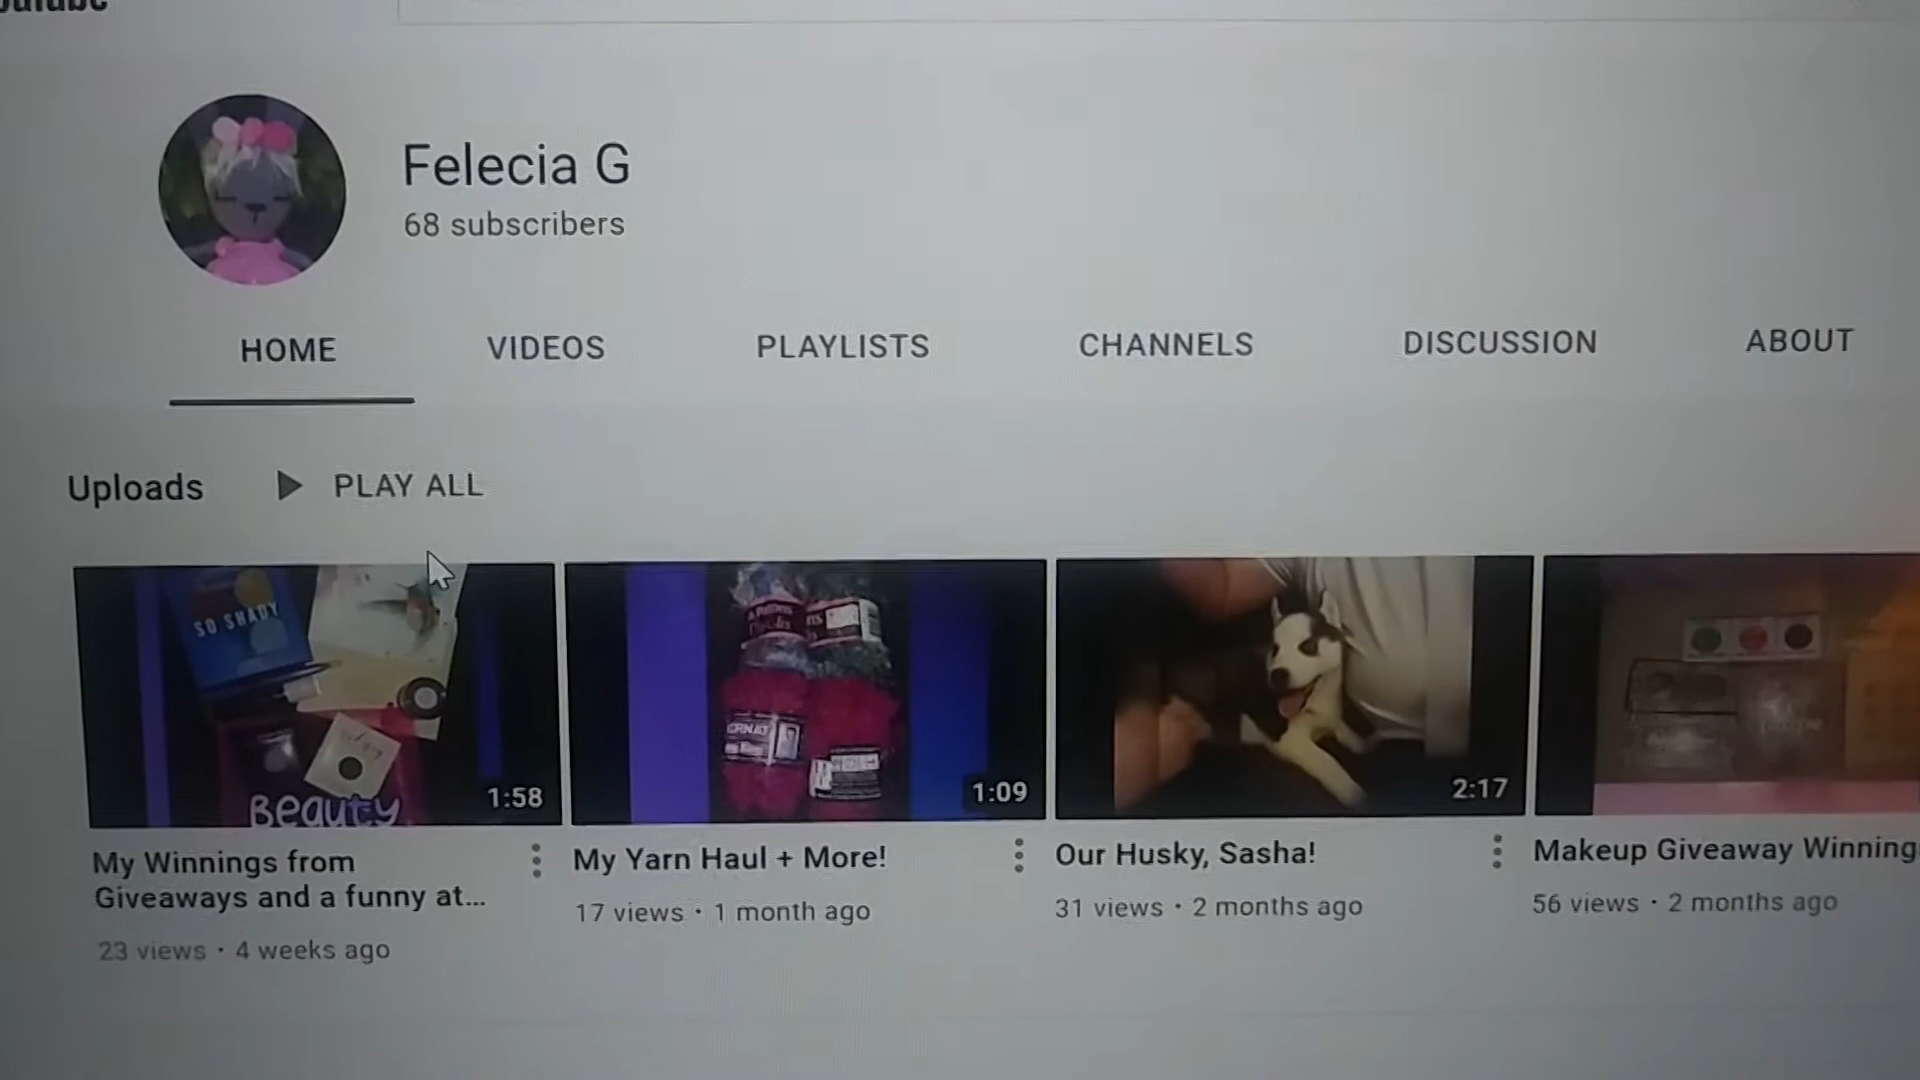 Felecia G
68 subscribers
HOME VIDEOS PLAYLISTS CHANNELS DISCUSSION ABOUT
Uploads PLAY ALL
SO SHADY
Beauty
1:58
1:09
2:17
My Winnings from
Giveaways and a funny at...
23 views • 4 weeks ago
My Yarn Haul + More!
17 views • 1 month ago
Our Husky, Sasha!
31 views • 2 months ago
Makeup Giveaway Winning
56 views • 2 months ago